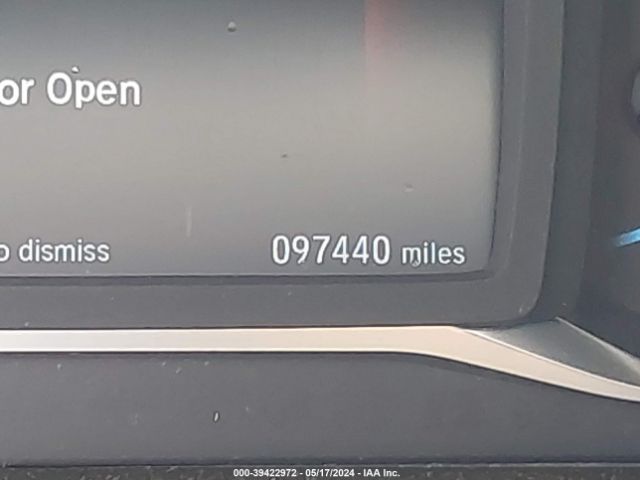 or Open
o dismiss
097440 miles
000-39422972 - 05/17/2024 - IAA Inc.